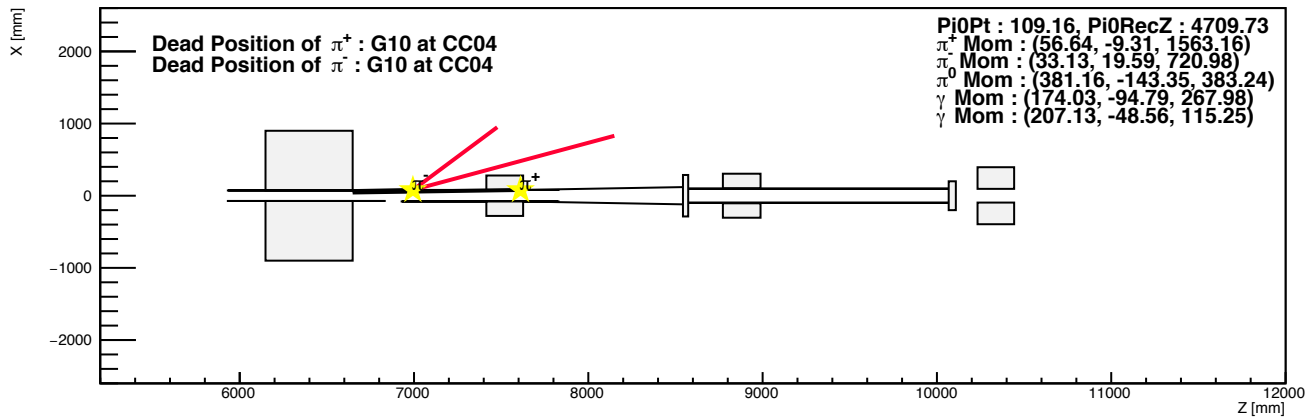 X [mm]
2000
1000
0
−1000
−2000
Dead Position of π⁺ : G10 at CC04
Dead Position of π⁻ : G10 at CC04
Pi0Pt : 109.16, Pi0RecZ : 4709.73
π⁺ Mom : (56.64, -9.31, 1563.16)
π⁻ Mom : (33.13, 19.59, 720.98)
π⁰ Mom : (381.16, -143.35, 383.24)
γ Mom : (174.03, -94.79, 267.98)
γ Mom : (207.13, -48.56, 115.25)
π⁻
π⁺
6000
7000
8000
9000
10000
11000
12000
Z [mm]